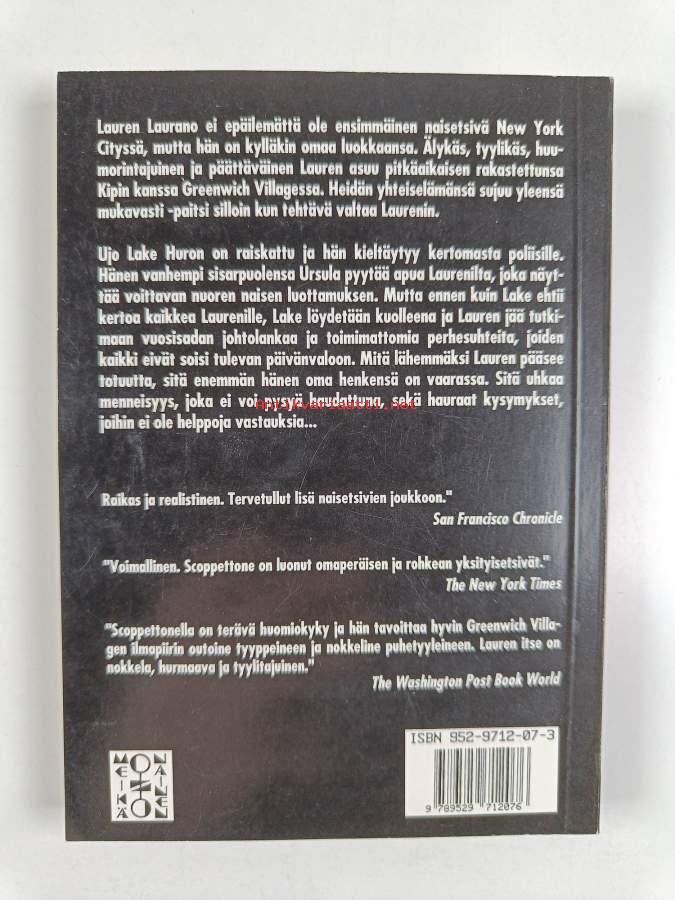 Lauren Laurano ei epäilemättä ole ensimmäinen naisetsivä New York
Cityssä, mutta hän on kylläkin omaa luokkaansa. Älykäs, tyylikäs, huu-
morintajuinen ja päättäväinen Lauren asuu pitkäaikaisen rakastettunsa
Kipin kanssa Greenwich Villagessa. Heidän yhteiselämänsä sujuu yleensä
mukavasti -paitsi silloin kun tehtävä valtaa Laurenin.
Ujo Lake Huron on raiskattu ja hän kieltäytyy kertomasta poliisille.
Hänen vanhempi sisarpuolensa Ursula pyytää apua Laurenilta, joka näyt-
tää voittavan nuoren naisen luottamuksen. Mutta ennen kuin Lake ehtii
kertoa kaikkea Laurenille, Lake löydetään kuolleena ja Lauren jää tutki-
maan vuosisadan johtolankaa ja toimimattomia perhesuhteita, joiden
kaikki eivät soisi tulevan päivänvaloon. Mitä lähemmäksi Lauren pääsee
totuutta, sitä enemmän hänen oma henkensä on vaarassa. Sitä uhkaa
menneisyys, joka ei voi pysyä haudattuna, sekä hauraat kysymykset,
antikvariaatti.net
joihin ei ole helppoja vastauksia...
Raikas ja realistinen. Tervetullut lisä naisetsivien joukkoon."
San Francisco Chronicle
"Voimallinen. Scoppettone on luonut omaperäisen ja rohkean yksityisetsivät."
The New York Times
"Scoppettonella on terävä huomiokyky ja hän tavoittaa hyvin Greenwich Villa-
gen ilmapiirin outoine tyyppeineen ja nokkeline puhetyyleineen. Lauren itse on
nokkela, hurmaava ja tyylitajuinen."
The Washington Post Book World
ISBN 952-9712-07-3
9 789529 712076
MEIKÄ
NAINEN